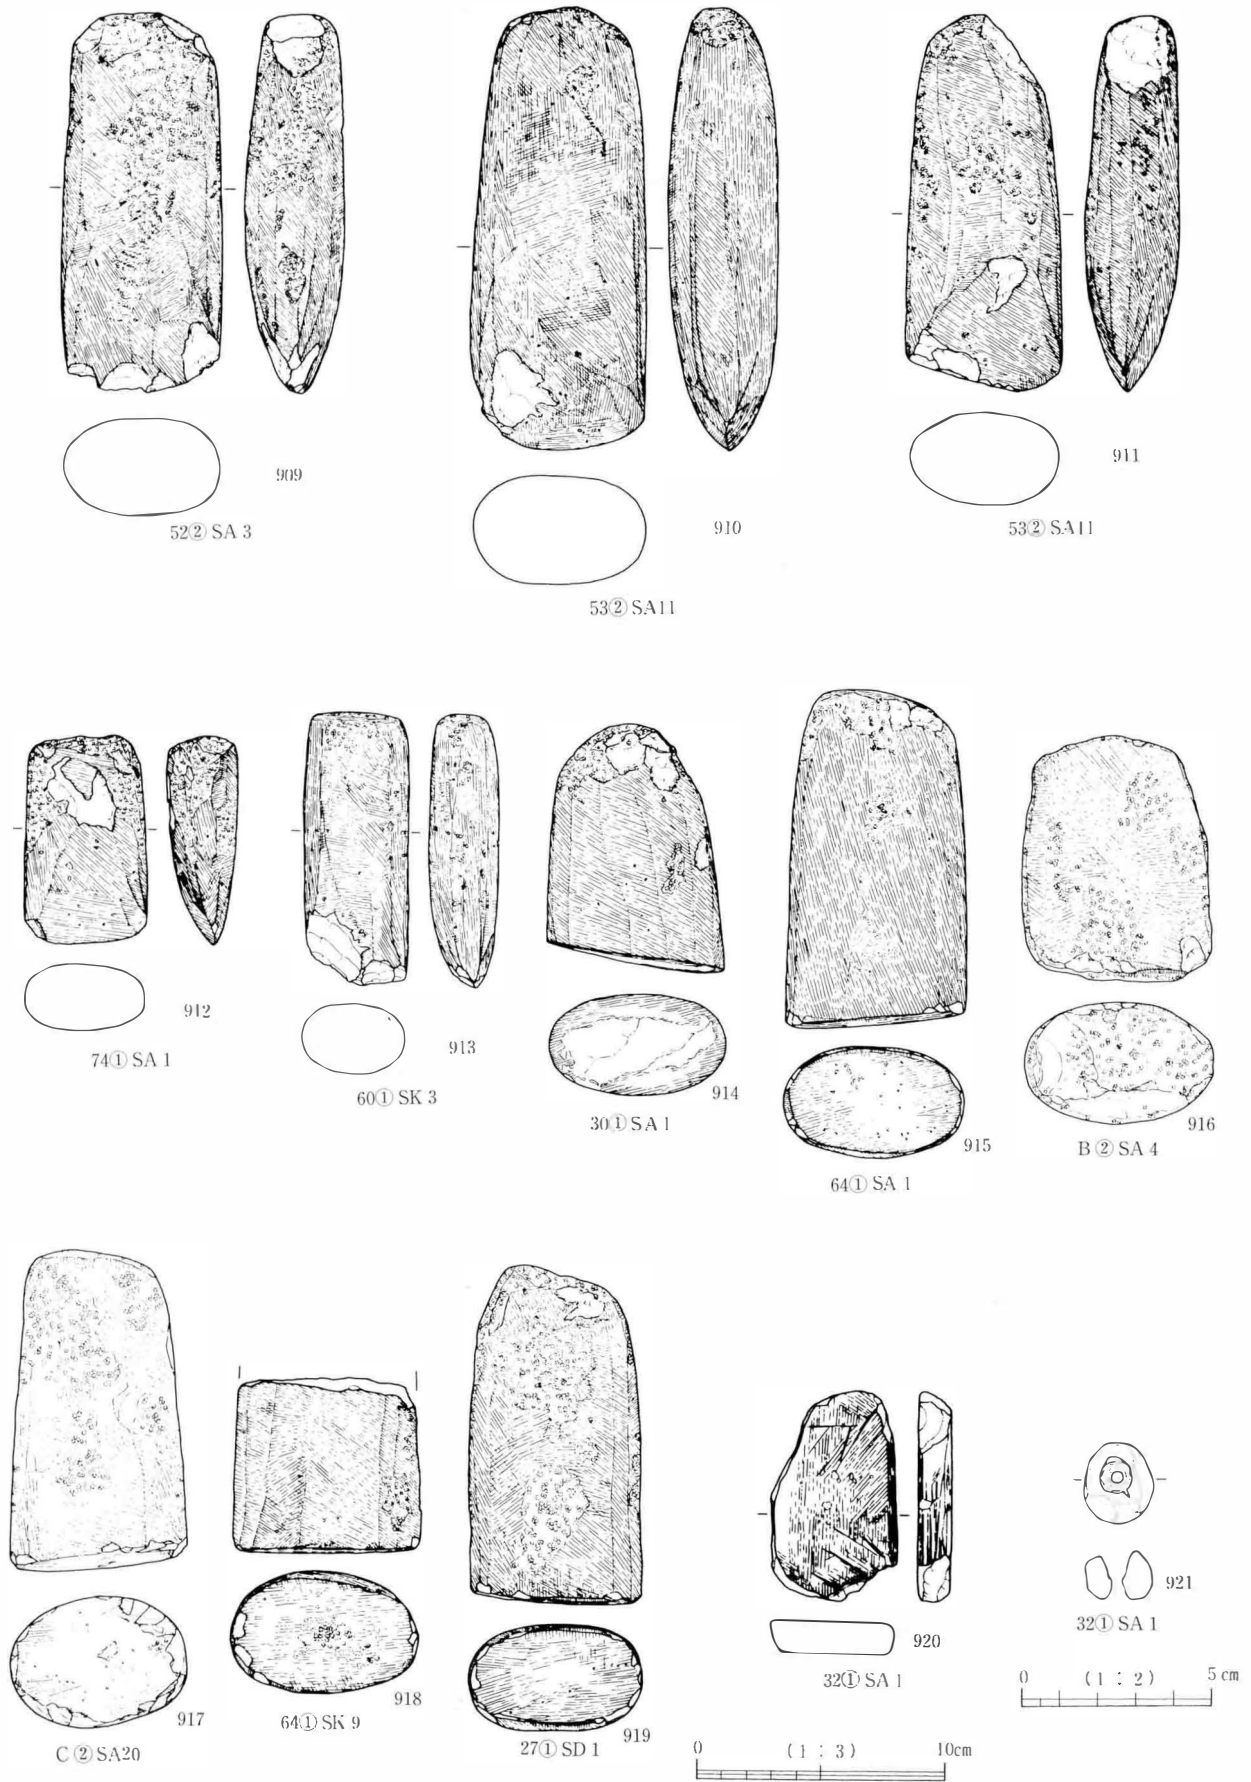 909
52② SA 3
910
53② SA11
911
53② SA11
912
74① SA 1
913
60① SK 3
914
30① SA 1
915
64① SA 1
916
B ② SA 4
917
C ② SA20
918
64① SK 9
919
27① SD 1
920
32① SA 1
921
32① SA 1
0 (1 : 2) 5 cm
0 (1 : 3) 10cm